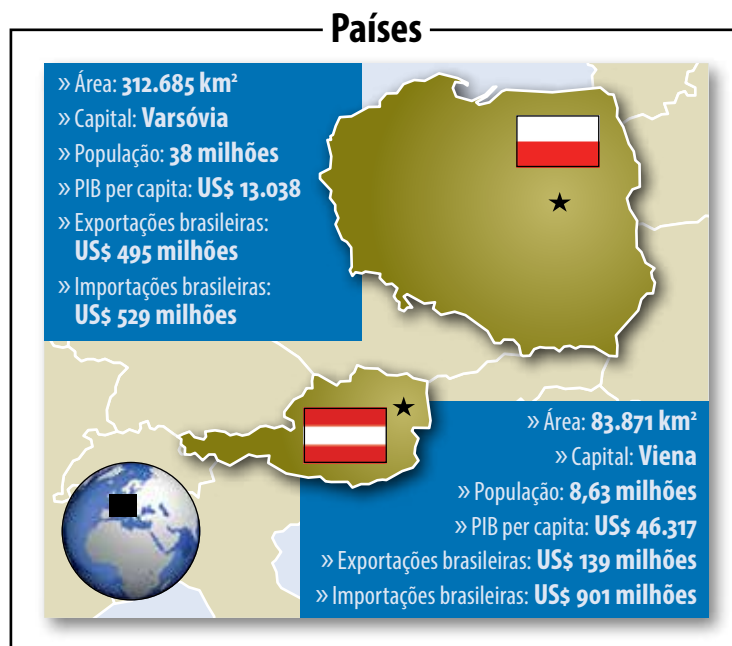 Países
» Área: 312.685 km²
» Capital: Varsóvia
» População: 38 milhões
» PIB per capita: US$ 13.038
» Exportações brasileiras:
US$ 495 milhões
» Importações brasileiras:
US$ 529 milhões
» Área: 83.871 km²
» Capital: Viena
» População: 8,63 milhões
» PIB per capita: US$ 46.317
» Exportações brasileiras: US$ 139 milhões
» Importações brasileiras: US$ 901 milhões